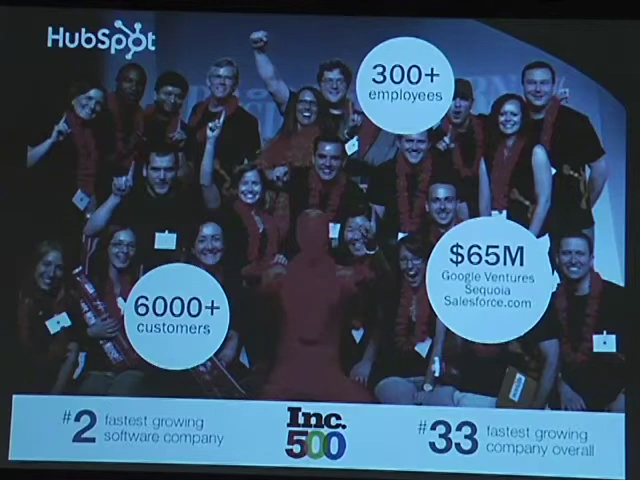 HubSpot
300+
employees
$65M
Google Ventures
Sequoia
Salesforce.com
6000+
customers
#2 fastest growing
software company
Inc.
500
#33 fastest growing
company overall